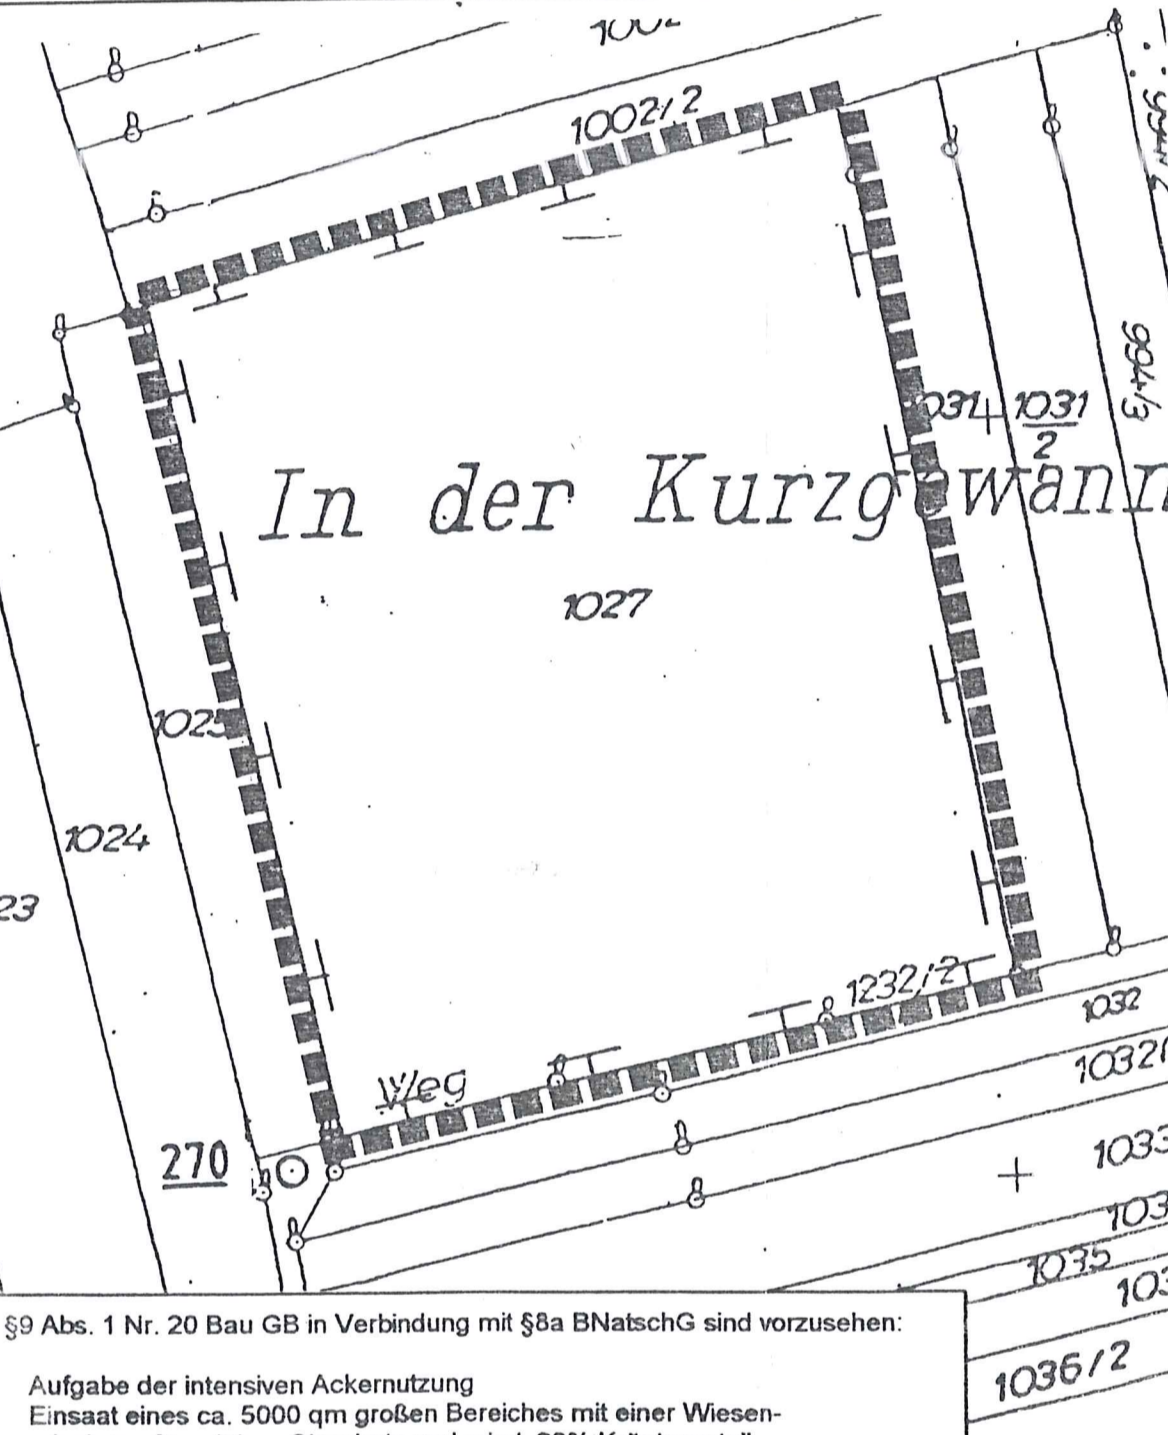 1002/2
994/3
1031
2
In der Kurzgewann
1027
1025
1024
23
1232/2
1032
Weg
270
1033
1035
1036/2
§9 Abs. 1 Nr. 20 Bau GB in Verbindung mit §8a BNatschG sind vorzusehen:
Aufgabe der intensiven Ackernutzung
Einsaat eines ca. 5000 qm großen Bereiches mit einer Wiesen-